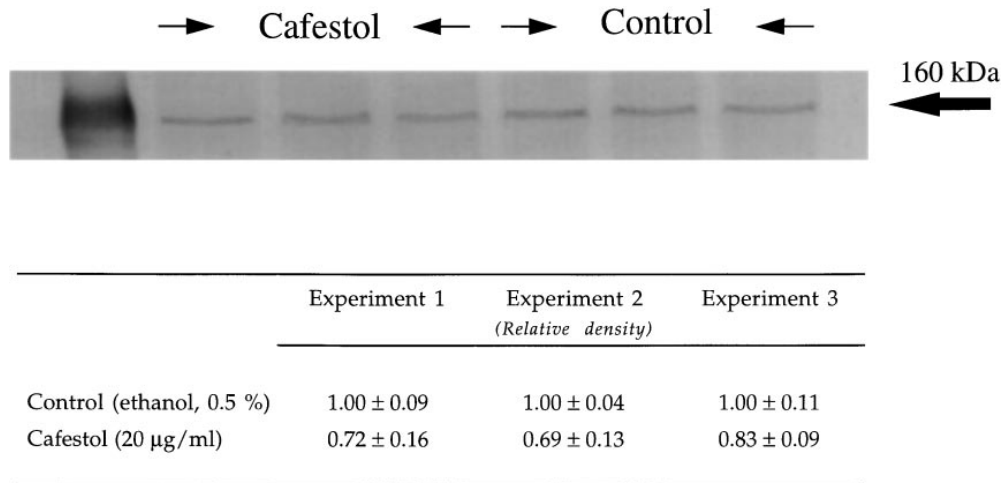 Cafestol
Control
160 kDa
Experiment 1 Experiment 2 Experiment 3
(Relative density)
Control (ethanol, 0.5 %) 1.00 ± 0.09 1.00 ± 0.04 1.00 ± 0.11
Cafestol (20 µg/ml) 0.72 ± 0.16 0.69 ± 0.13 0.83 ± 0.09